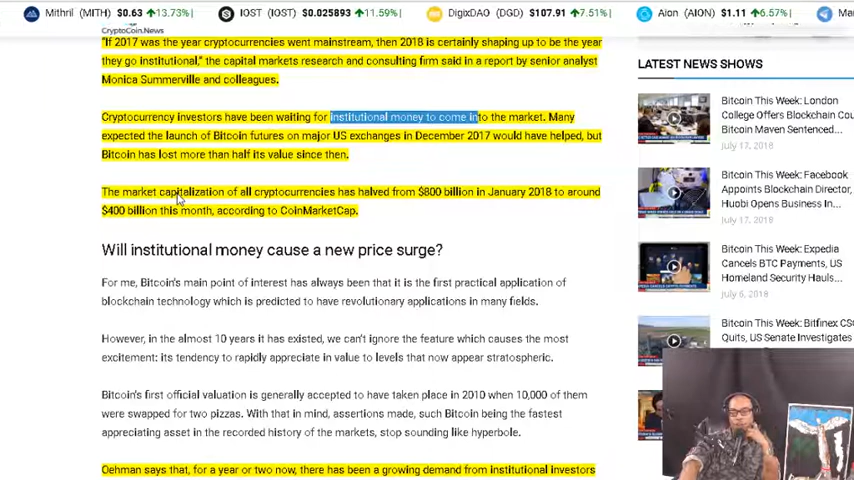 Mithril (MITH) $0.63 13.73% | IOST (IOST) $0.025893 11.59% | DigixDAO (DGD) $107.91 7.51% | Aion (AION) $1.11 6.57% |
CryptoCoin.News
"If 2017 was the year cryptocurrencies went mainstream, then 2018 is certainly shaping up to be the year
they go institutional," the capital markets research and consulting firm said in a report by senior analyst
Monica Summerville and colleagues.
Cryptocurrency investors have been waiting for institutional money to come into the market. Many
expected the launch of Bitcoin futures on major US exchanges in December 2017 would have helped, but
Bitcoin has lost more than half its value since then.
The market capitalization of all cryptocurrencies has halved from $800 billion in January 2018 to around
$400 billion this month, according to CoinMarketCap.
Will institutional money cause a new price surge?
For me, Bitcoin's main point of interest has always been that it is the first practical application of
blockchain technology which is predicted to have revolutionary applications in many fields.
However, in the almost 10 years it has existed, we can't ignore the feature which causes the most
excitement: its tendency to rapidly appreciate in value to levels that now appear stratospheric.
Bitcoin's first official valuation is generally accepted to have taken place in 2010 when 10,000 of them
were swapped for two pizzas. With that in mind, assertions made, such Bitcoin being the fastest
appreciating asset in the recorded history of the markets, stop sounding like hyperbole.
Oehman says that, for a year or two now, there has been a growing demand from institutional investors
LATEST NEWS SHOWS
Bitcoin This Week: London
College Offers Blockchain Cou
Bitcoin Maven Sentenced...
July 17, 2018
Bitcoin This Week: Facebook
Appoints Blockchain Director,
Huobi Opens Business In...
July 17, 2018
Bitcoin This Week: Expedia
Cancels BTC Payments, US
Homeland Security Hauls...
July 6, 2018
Bitcoin This Week: Bitfinex CSO
Quits, US Senate Investigates